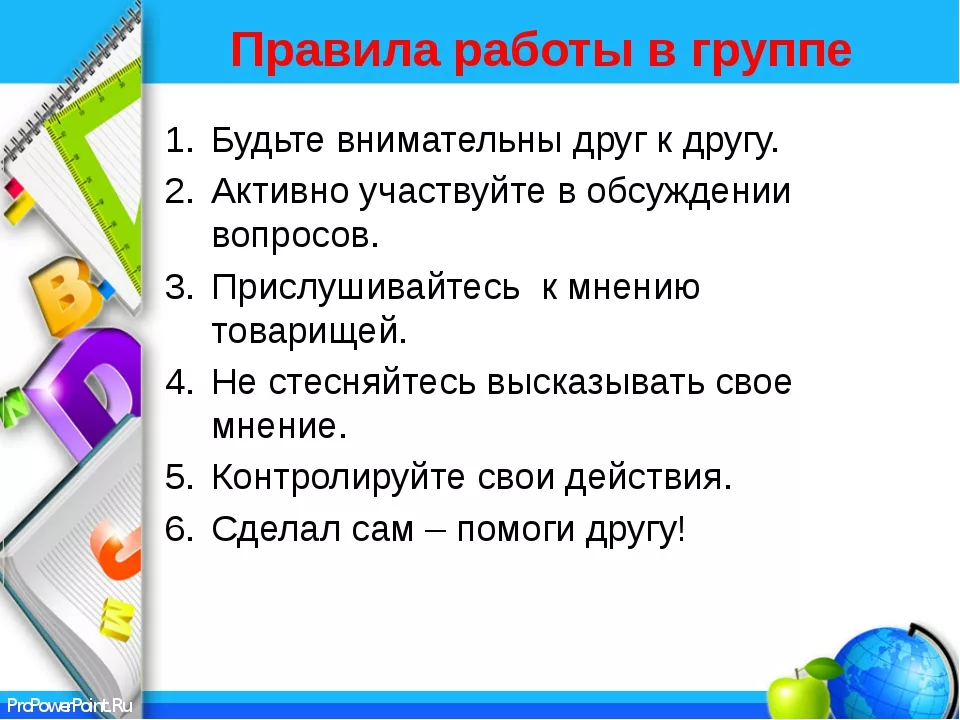 Правила работы в группе
1. Будьте внимательны друг к другу.
2. Активно участвуйте в обсуждении
вопросов.
3. Прислушивайтесь к мнению
товарищей.
4. Не стесняйтесь высказывать свое
мнение.
5. Контролируйте свои действия.
6. Сделал сам – помоги другу!
ProPowerPoint.Ru